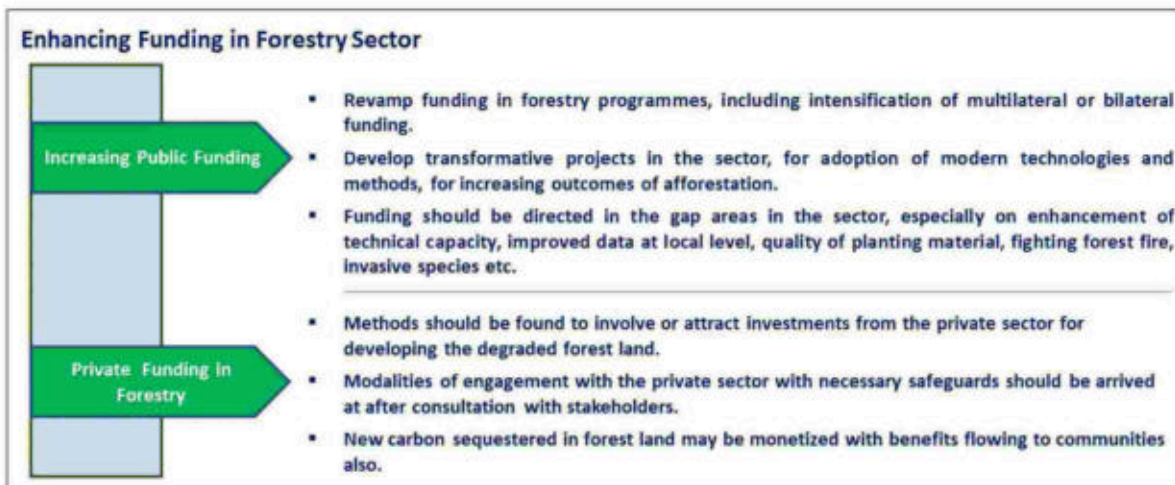 Enhancing Funding in Forestry Sector
Increasing Public Funding
▪ Revamp funding in forestry programmes, including intensification of multilateral or bilateral
funding.
▪ Develop transformative projects in the sector, for adoption of modern technologies and
methods, for increasing outcomes of afforestation.
▪ Funding should be directed in the gap areas in the sector, especially on enhancement of
technical capacity, improved data at local level, quality of planting material, fighting forest fire,
invasive species etc.
Private Funding in
Forestry
▪ Methods should be found to involve or attract investments from the private sector for
developing the degraded forest land.
▪ Modalities of engagement with the private sector with necessary safeguards should be arrived
at after consultation with stakeholders.
▪ New carbon sequestered in forest land may be monetized with benefits flowing to communities
also.